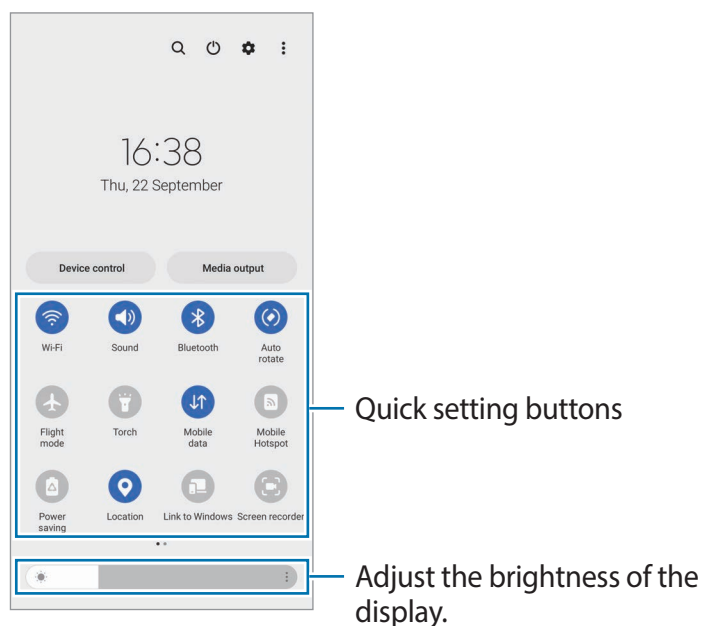 16:38
Thu, 22 September
Device control Media output
Wi-Fi Sound Bluetooth Auto rotate
Flight mode Torch Mobile data Mobile Hotspot
Quick setting buttons
Power saving Location Link to Windows Screen recorder
Adjust the brightness of the
display.